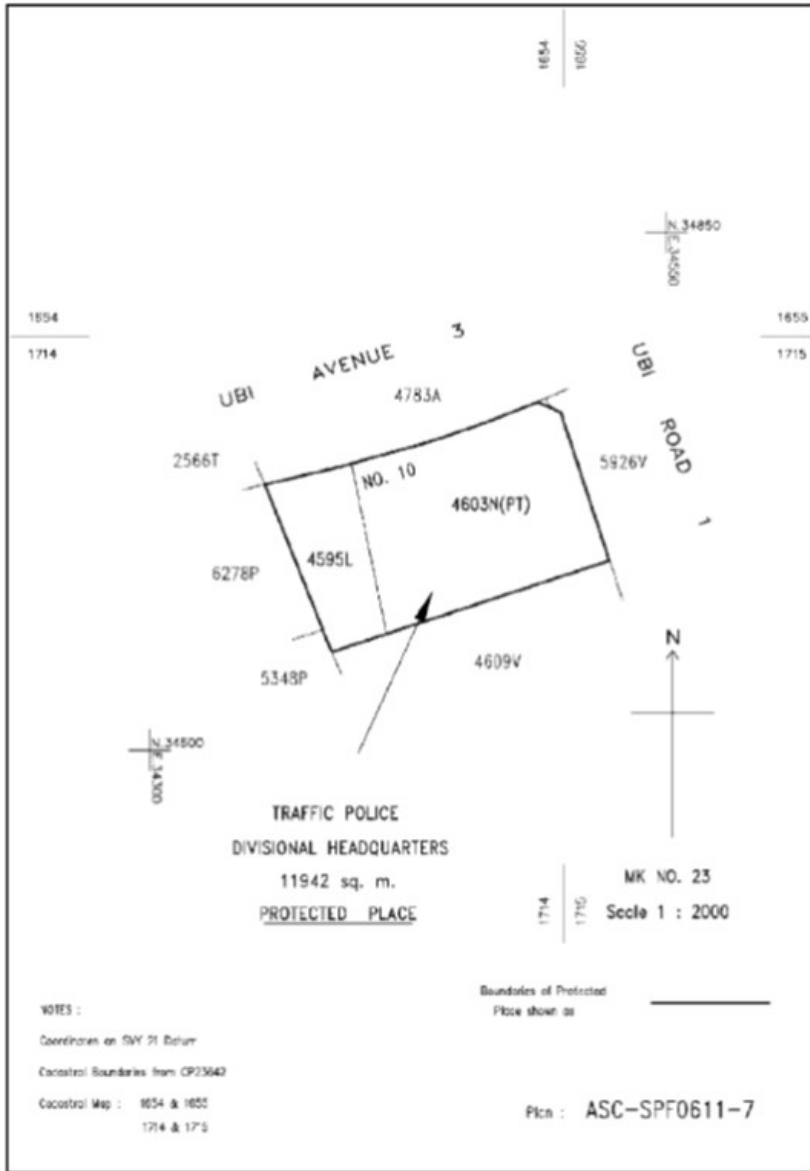 1654
1655
N.34850
E.34550
1654
1714
1655
1715
UBI AVENUE 3
UBI ROAD 1
4783A
2566T
NO. 10
5926V
4603N(PT)
4595L
6278P
5348P
4609V
N
N.34600
E.34300
TRAFFIC POLICE
DIVISIONAL HEADQUARTERS
11942 sq. m.
PROTECTED PLACE
1714
1715
MK NO. 23
Scale 1 : 2000
Boundaries of Protected
Place shown as
NOTES :
Coordinates on SVY 21 Datum
Cadastral Boundaries from CP23642
Cadastral Map : 1654 & 1655
1714 & 1715
Plan : ASC-SPF0611-7